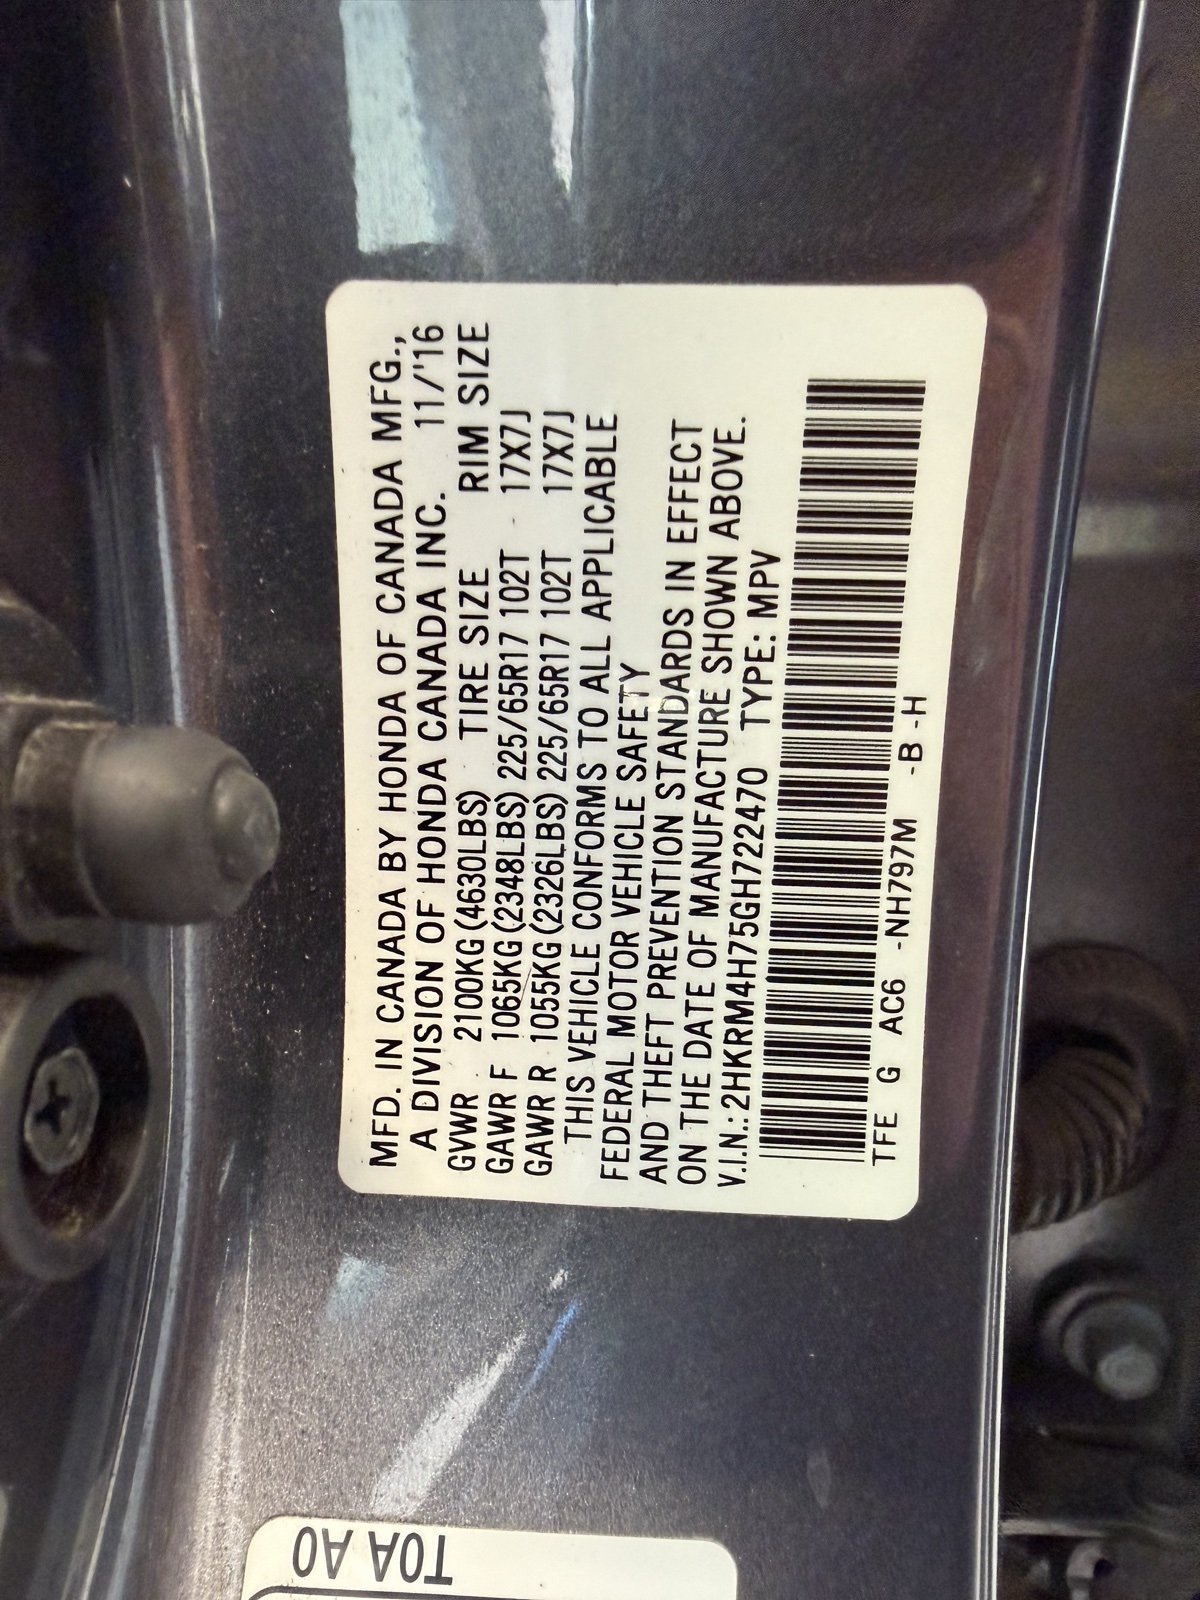 MFD. IN CANADA BY HONDA OF CANADA MFG.,
A DIVISION OF HONDA CANADA INC. 11/'16
GVWR 2100KG (4630LBS) TIRE SIZE RIM SIZE
GAWR F 1065KG (2348LBS) 225/65R17 102T 17X7J
GAWR R 1055KG (2326LBS) 225/65R17 102T 17X7J
THIS VEHICLE CONFORMS TO ALL APPLICABLE
FEDERAL MOTOR VEHICLE SAFETY
AND THEFT PREVENTION STANDARDS IN EFFECT
ON THE DATE OF MANUFACTURE SHOWN ABOVE.
V.I.N.: 2HKRM4H75GH722470 TYPE: MPV
TFE G AC6 -NH797M -B -H
T0A A0